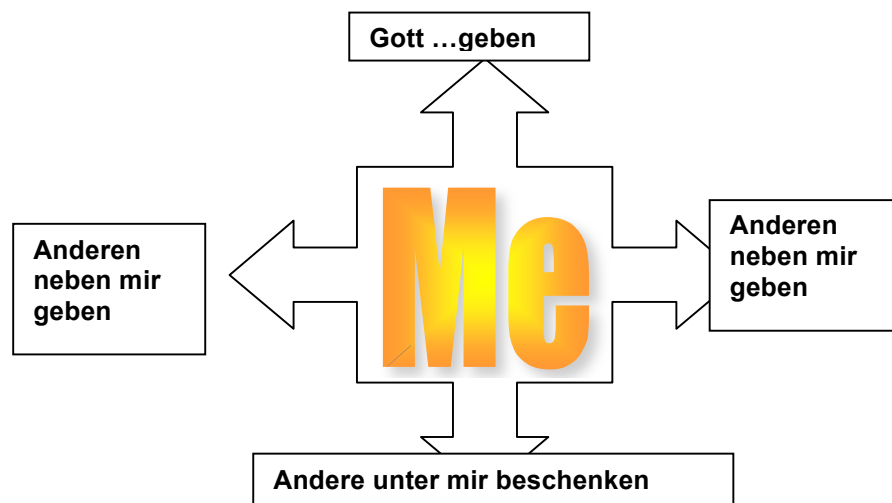 Gott …geben
Me
Anderen
neben mir
geben
Anderen
neben mir
geben
Andere unter mir beschenken